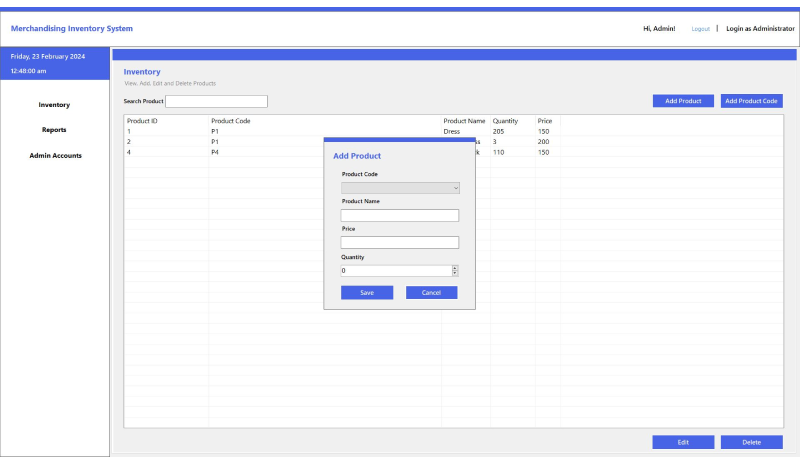 Merchandising Inventory System
Hi, Admin! Logout | Login as Administrator
Friday, 23 February 2024
12:48:00 am
Inventory
Reports
Admin Accounts
Inventory
View, Add, Edit and Delete Products
Search Product
Add Product Add Product Code
Product ID Product Code Product Name Quantity Price
1 P1 Dress 205 150
2 P1 ss 3 200
4 P4 k 110 150
Add Product
Product Code
Product Name
Price
Quantity
0
Save Cancel
Edit Delete